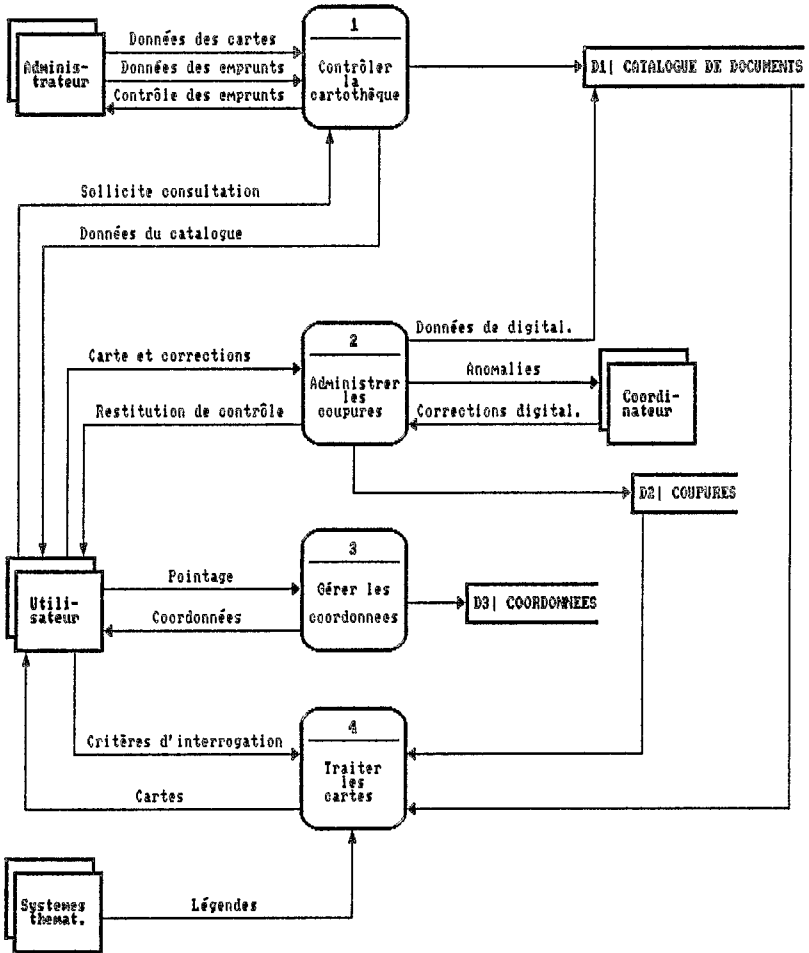 1
Adminis-
trateur
Données des cartes
Données des emprunts
Contrôle des emprunts
Contrôler
la
cartothêque
D1| CATALOGUE DE DOCUMENTS
Sollicite consultation
Données du catalogue
Données de digital.
2
Carte et corrections
Administrer
les
coupures
Anomalies
Coordi-
nateur
Restitution de contrôle
Corrections digital.
D2| COUPURES
3
Utili-
sateur
Pointage
Coordonnées
Gérer les
coordonnees
D3| COORDONNEES
4
Critères d'interrogation
Traiter
les
cartes
Cartes
Systemes
themat.
Légendes